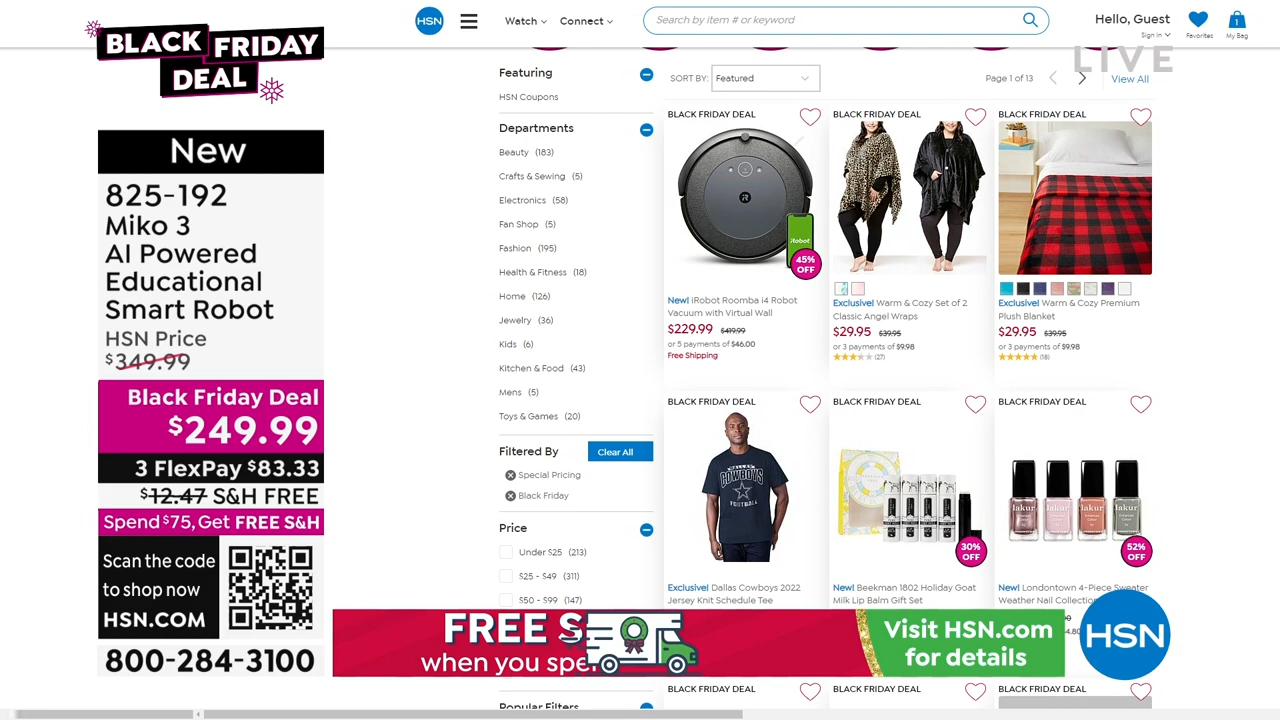 BLACK FRIDAY
DEAL
New
825-192
Miko 3
AI Powered
Educational
Smart Robot
HSN Price
$349.99
Black Friday Deal
$249.99
3 FlexPay $83.33
$12.47 S&H FREE
Spend $75, Get FREE S&H
Scan the code
to shop now
HSN.COM
800-284-3100
HSN
Watch
Connect
Search by item # or keyword
Hello, Guest
Sign in
Favorites
1
My Bag
LIVE
Featuring
HSN Coupons
Departments
Beauty (183)
Crafts & Sewing (5)
Electronics (58)
Fan Shop (5)
Fashion (195)
Health & Fitness (18)
Home (126)
Jewelry (36)
Kids (6)
Kitchen & Food (43)
Mens (5)
Toys & Games (20)
Filtered By
Clear All
Special Pricing
Black Friday
Price
Under $25 (213)
$25 - $49 (311)
$50 - $99 (147)
Popular Filters
SORT BY: Featured
Page 1 of 13
View All
BLACK FRIDAY DEAL
iRobot
45%
OFF
New! iRobot Roomba i4 Robot
Vacuum with Virtual Wall
$229.99 $419.99
or 5 payments of $46.00
Free Shipping
BLACK FRIDAY DEAL
Exclusive! Warm & Cozy Set of 2
Classic Angel Wraps
$29.95 $39.95
or 3 payments of $9.98
(27)
BLACK FRIDAY DEAL
Exclusive! Warm & Cozy Premium
Plush Blanket
$29.95 $39.95
or 3 payments of $9.98
(18)
BLACK FRIDAY DEAL
COWBOYS
FOOTBALL
Exclusive! Dallas Cowboys 2022
Jersey Knit Schedule Tee
BLACK FRIDAY DEAL
30%
OFF
New! Beekman 1802 Holiday Goat
Milk Lip Balm Gift Set
BLACK FRIDAY DEAL
lakur lakur lakur lakur
52%
OFF
New! Londontown 4-Piece Sweater
Weather Nail Collection
FREE S
when you spe
Visit HSN.com
for details
HSN
BLACK FRIDAY DEAL
BLACK FRIDAY DEAL
BLACK FRIDAY DEAL